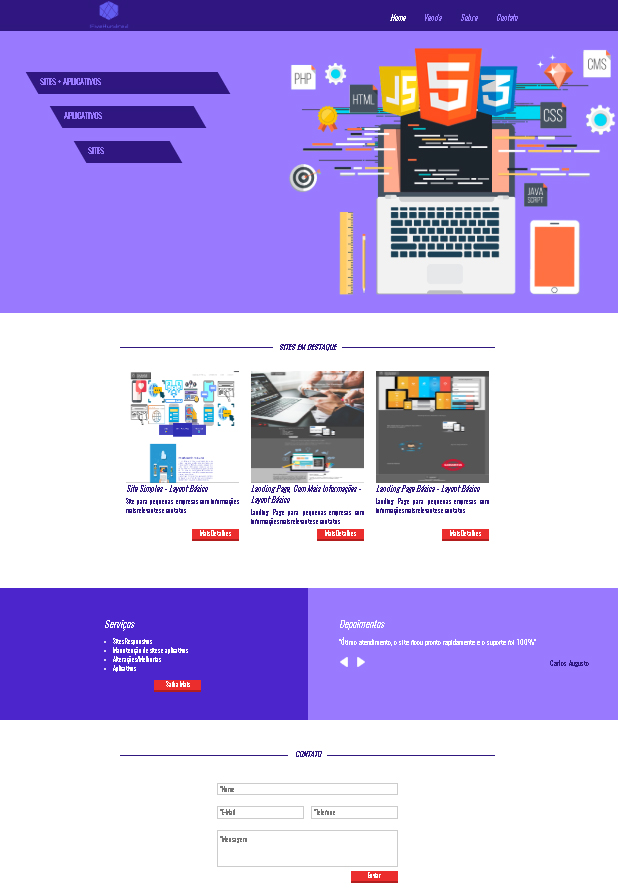 Home Venda Sobre Contato
SITES + APLICATIVOS
APLICATIVOS
SITES
PHP
HTML
JS
5
3
CMS
CSS
JAVA
SCRIPT
SITES EM DESTAQUE
Site Simples - Layout Básico
Site para pequenas empresas com informações
mais relevantes e contatos
Mais Detalhes
Landing Page, Com Mais Informações -
Layout Básico
Landing Page para pequenas empresas com
informações mais relevantes e contatos
Mais Detalhes
Landing Page Básica - Layout Básico
Landing Page para pequenas empresas com
informações mais relevantes e contatos
Mais Detalhes
Serviços
Sites Responsivos
Manutenção de sites e aplicativos
Alterações/Melhorias
Aplicativos
Saiba Mais
Depoimentos
"Ótimo atendimento, o site ficou pronto rapidamente e o suporte foi 100%"
Carlos Augusto
CONTATO
*Nome
*E-Mail
*Telefone
*Mensagem
Enviar